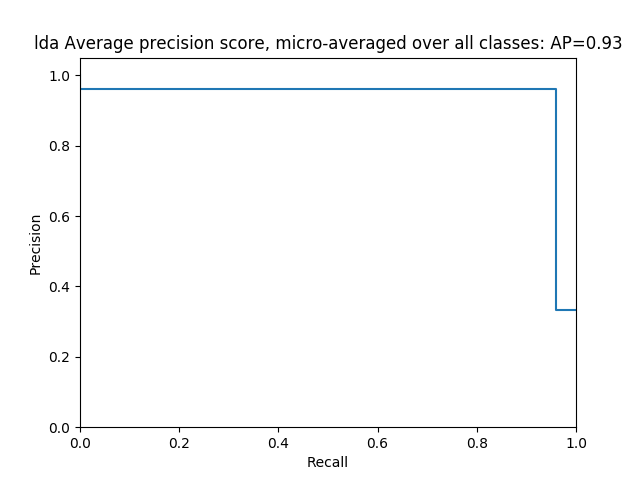 lda Average precision score, micro-averaged over all classes: AP=0.93
1.0
0.8
0.6
0.4
0.2
0.0
Precision
0.0 0.2 0.4 0.6 0.8 1.0
Recall